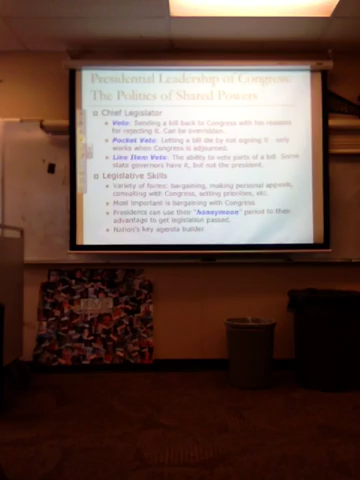 Presidential Leadership of Congress:
The Politics of Shared Powers
Chief Legislator
Veto: Sending a bill back to Congress with his reasons
for rejecting it. Can be overridden.
Pocket Veto: Letting a bill die by not signing it - only
works when Congress is adjourned.
Line Item Veto: The ability to veto parts of a bill. Some
state governors have it, but not the president.
Legislative Skills
Variety of forms: bargaining, making personal appeals,
consulting with Congress, setting priorities, etc.
Most important is bargaining with Congress.
Presidents can use their "honeymoon" period to their
advantage to get legislation passed.
Nation's key agenda builder